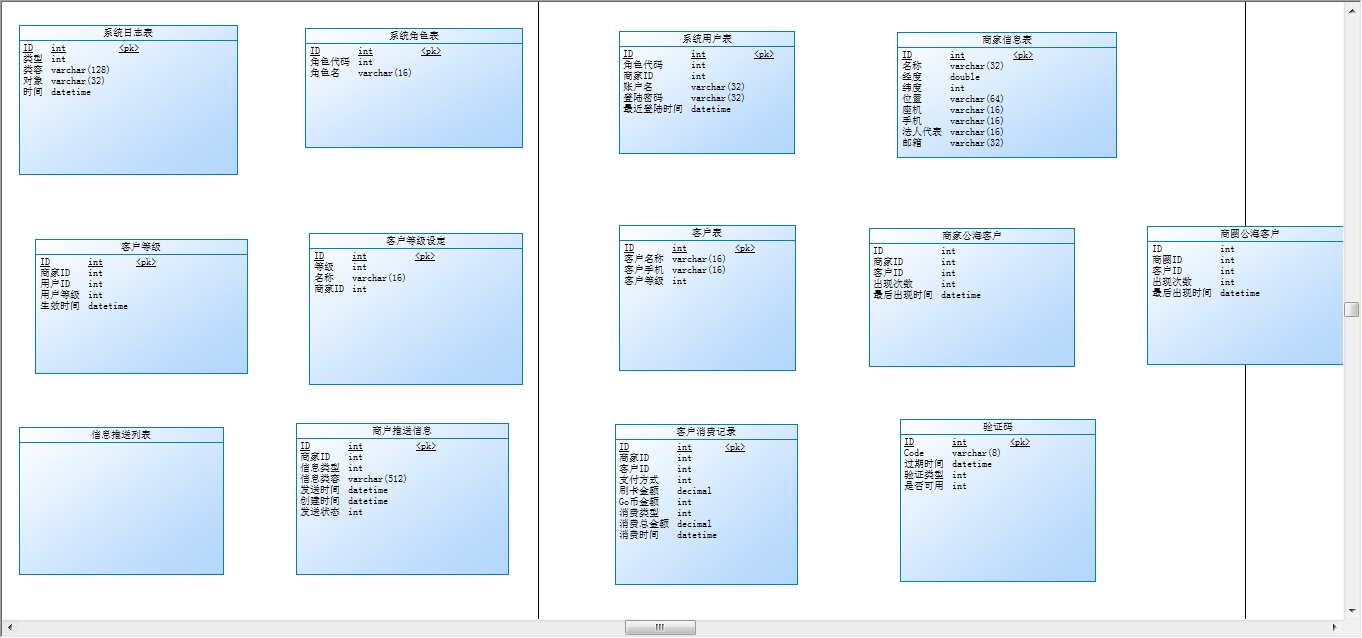 系统日志表
ID int <pk>
类型 int
类容 varchar(128)
对象 varchar(32)
时间 datetime
系统角色表
ID int <pk>
角色代码 int
角色名 varchar(16)
系统用户表
ID int <pk>
角色代码 int
商家ID int
账户名 varchar(32)
登陆密码 varchar(32)
最近登陆时间 datetime
商家信息表
ID int <pk>
名称 varchar(32)
经度 double
纬度 int
位置 varchar(64)
座机 varchar(16)
手机 varchar(16)
法人代表 varchar(16)
邮箱 varchar(32)
客户等级
ID int <pk>
商家ID int
用户ID int
用户等级 int
生效时间 datetime
客户等级设定
ID int <pk>
等级 int
名称 varchar(16)
商家ID int
客户表
ID int <pk>
客户名称 varchar(16)
客户手机 varchar(16)
客户等级 int
商家公海客户
ID int
商家ID int
客户ID int
出现次数 int
最后出现时间 datetime
商圈公海客户
ID int
商圈ID int
客户ID int
出现次数 int
最后出现时间 datetime
信息推送列表
商户推送信息
ID int <pk>
商家ID int
信息类型 int
信息类容 varchar(512)
发送时间 datetime
创建时间 datetime
发送状态 int
客户消费记录
ID int <pk>
商家ID int
客户ID int
支付方式 int
刷卡金额 decimal
Go币金额 int
消费类型 int
消费总金额 decimal
消费时间 datetime
验证码
ID int <pk>
Code varchar(8)
过期时间 datetime
验证类型 int
是否可用 int